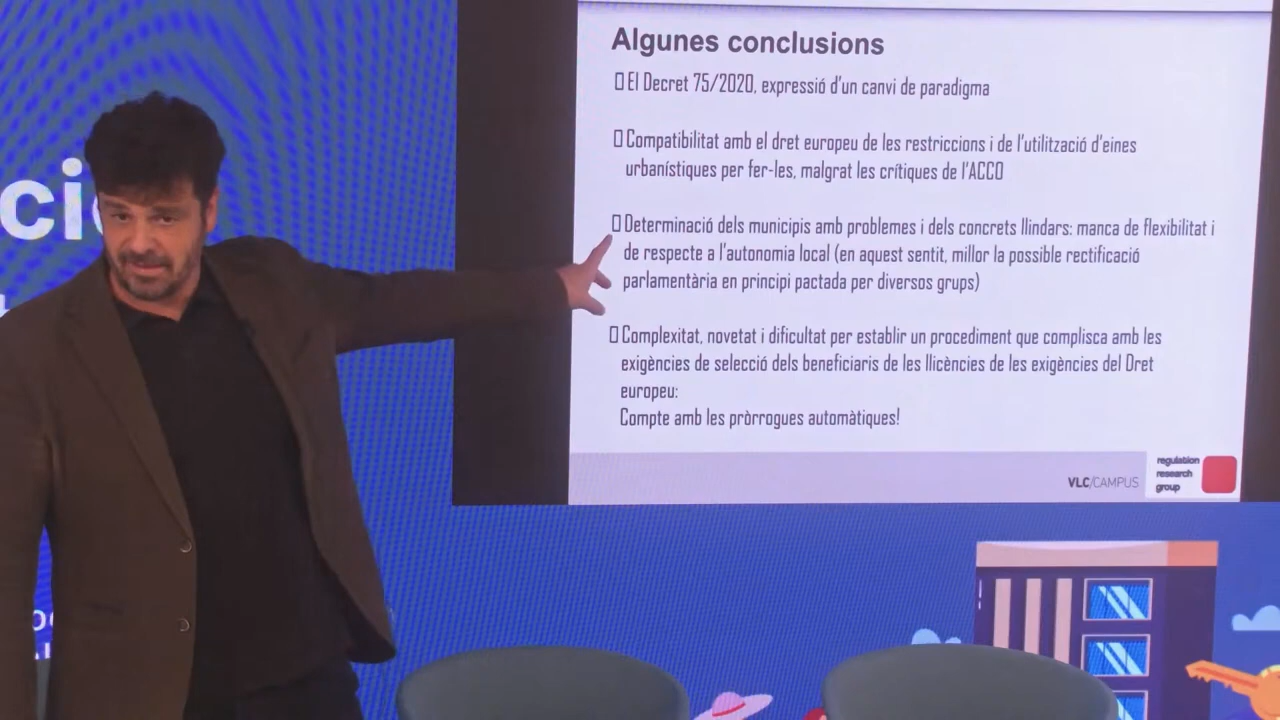 Algunes conclusions
El Decret 75/2020, expressió d'un canvi de paradigma
Compatibilitat amb el dret europeu de les restriccions i de l'utilització d'eines
urbanístiques per fer-les, malgrat les crítiques de l'ACCO
Determinació dels municipis amb problemes i dels concrets llindars: manca de flexibilitat i
de respecte a l'autonomia local (en aquest sentit, millor la possible rectificació
parlamentària en principi pactada per diversos grups)
Complexitat, novetat i dificultat per establir un procediment que complisca amb les
exigències de selecció dels beneficiaris de les llicències de les exigències del Dret
europeu:
Compte amb les pròrrogues automàtiques!
VLC/CAMPUS
regulation
research
group